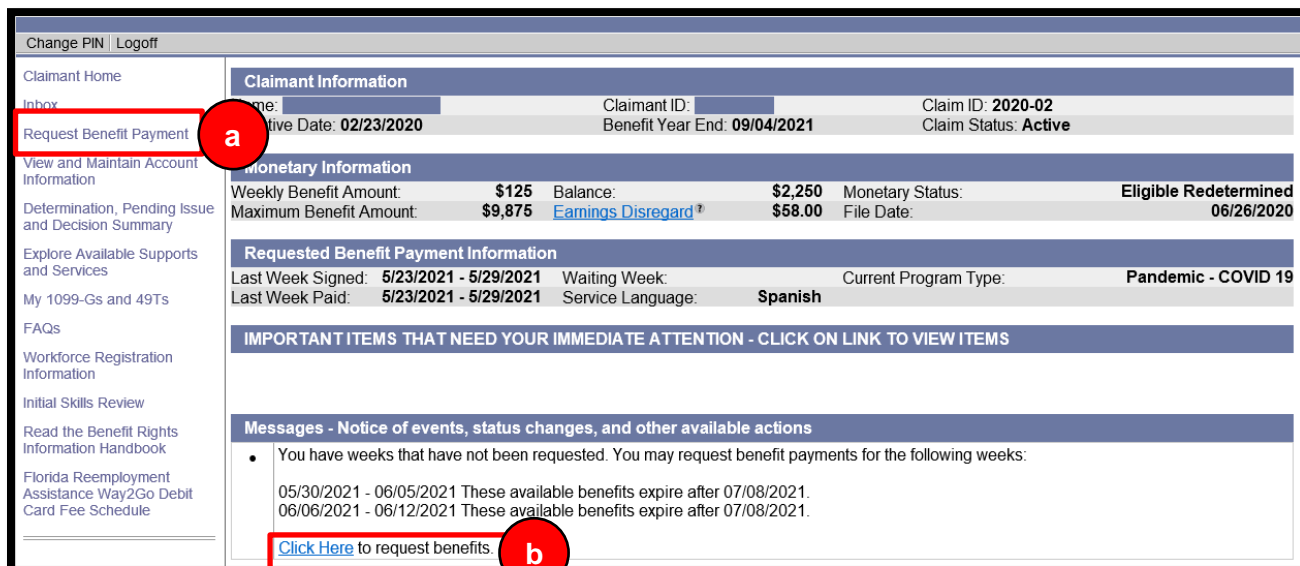 Change PIN Logoff
Claimant Home
Inbox
Request Benefit Payment
a
View and Maintain Account
Information
Determination, Pending Issue
and Decision Summary
Explore Available Supports
and Services
My 1099-Gs and 49Ts
FAQs
Workforce Registration
Information
Initial Skills Review
Read the Benefit Rights
Information Handbook
Florida Reemployment
Assistance Way2Go Debit
Card Fee Schedule
Claimant Information
Claimant ID: Claim ID: 2020-02
Date: 02/23/2020 Benefit Year End: 09/04/2021 Claim Status: Active
Monetary Information
Weekly Benefit Amount: $125 Balance: $2,250 Monetary Status: Eligible Redetermined
Maximum Benefit Amount: $9,875 Earnings Disregard ? $58.00 File Date: 06/26/2020
Requested Benefit Payment Information
Last Week Signed: 5/23/2021 - 5/29/2021 Waiting Week: Current Program Type: Pandemic - COVID 19
Last Week Paid: 5/23/2021 - 5/29/2021 Service Language: Spanish
IMPORTANT ITEMS THAT NEED YOUR IMMEDIATE ATTENTION - CLICK ON LINK TO VIEW ITEMS
Messages - Notice of events, status changes, and other available actions
• You have weeks that have not been requested. You may request benefit payments for the following weeks:
05/30/2021 - 06/05/2021 These available benefits expire after 07/08/2021.
06/06/2021 - 06/12/2021 These available benefits expire after 07/08/2021.
Click Here to request benefits.
b